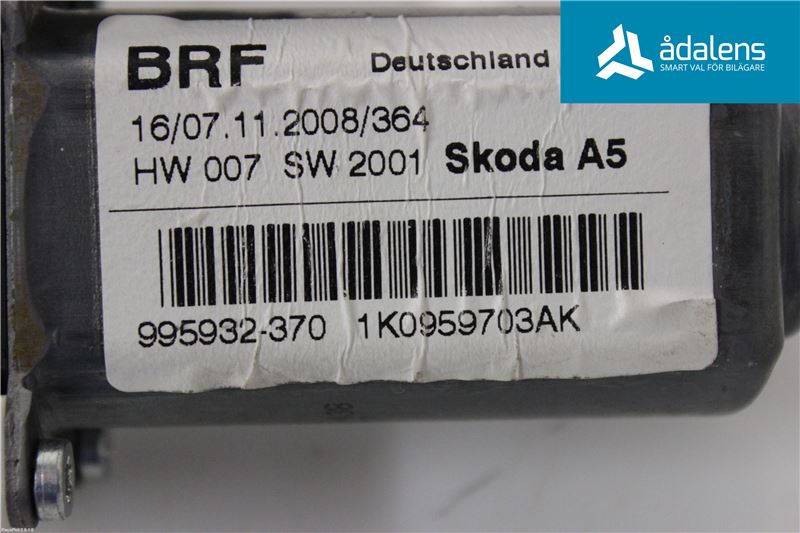 BRF Deutschland
16/07.11.2008/364
HW 007 SW 2001 Skoda A5
995932-370 1K0959703AK
ådalens
SMART VAL FÖR BILÄGARE